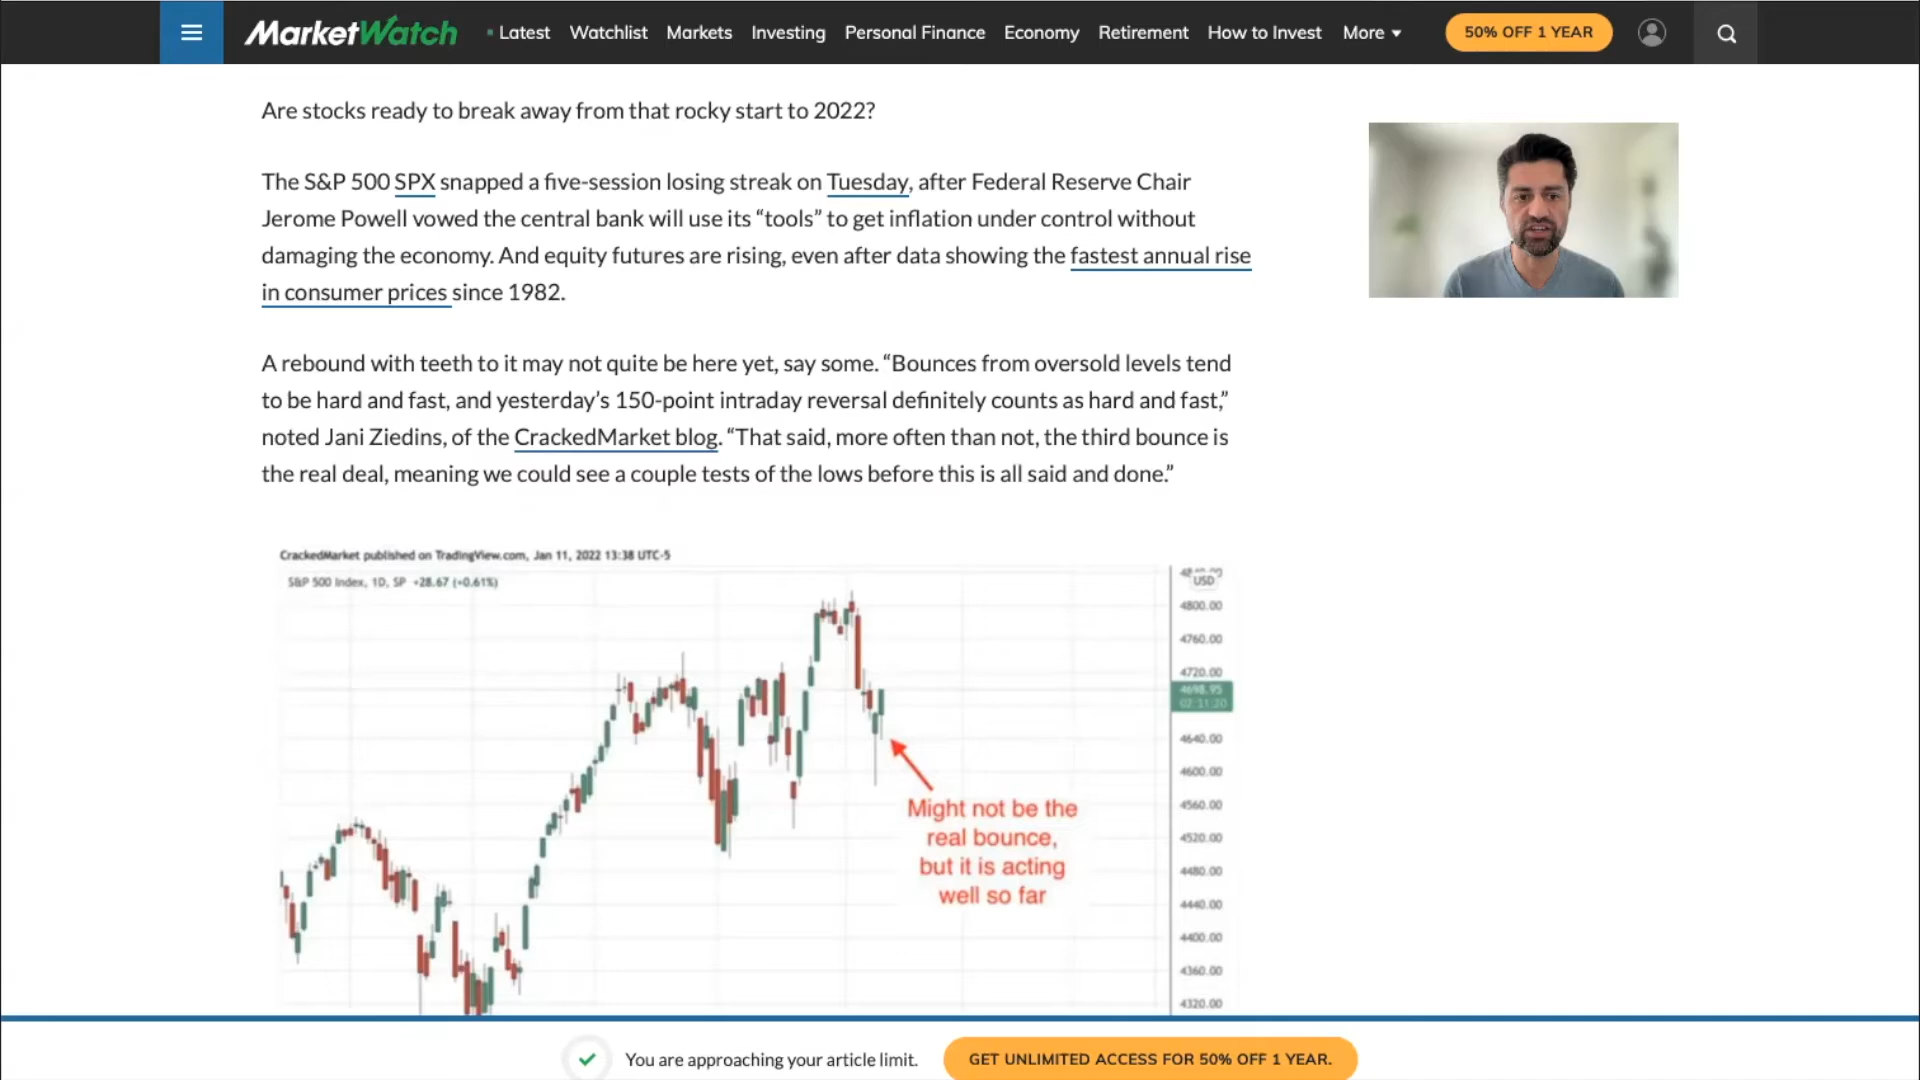 MarketWatch
Latest Watchlist Markets Investing Personal Finance Economy Retirement How to Invest More
50% OFF 1 YEAR
Are stocks ready to break away from that rocky start to 2022?
The S&P 500 SPX snapped a five-session losing streak on Tuesday, after Federal Reserve Chair
Jerome Powell vowed the central bank will use its “tools” to get inflation under control without
damaging the economy. And equity futures are rising, even after data showing the fastest annual rise
in consumer prices since 1982.
A rebound with teeth to it may not quite be here yet, say some. “Bounces from oversold levels tend
to be hard and fast, and yesterday’s 150-point intraday reversal definitely counts as hard and fast,”
noted Jani Ziedins, of the CrackedMarket blog. “That said, more often than not, the third bounce is
the real deal, meaning we could see a couple tests of the lows before this is all said and done.”
CrackedMarket published on TradingView.com, Jan 11, 2022 13:38 UTC-5
S&P 500 Index, 1D, SP +28.67 (+0.61%)
USD
4800.00
4760.00
4720.00
4698.95
02:11:20
4640.00
4600.00
4560.00
4520.00
4480.00
4440.00
4400.00
4360.00
4320.00
Might not be the
real bounce,
but it is acting
well so far
You are approaching your article limit.
GET UNLIMITED ACCESS FOR 50% OFF 1 YEAR.